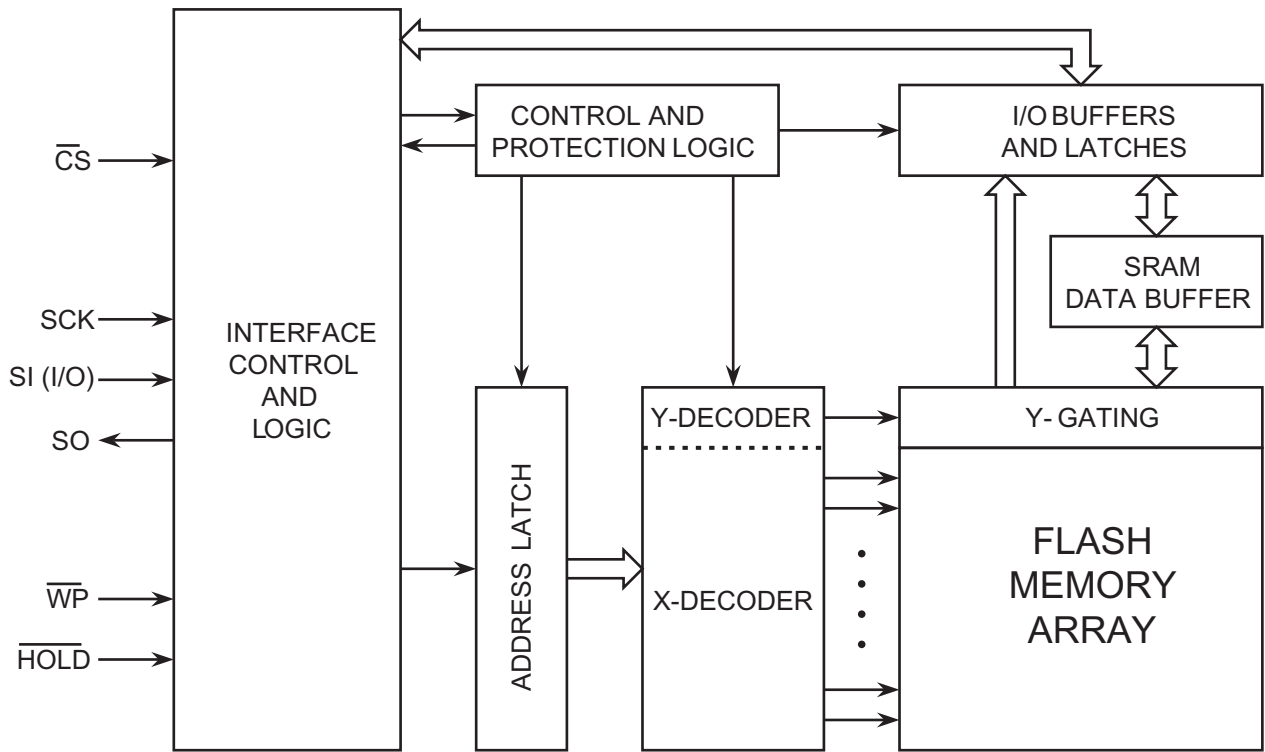 CS
SCK
SI (I/O)
SO
WP
HOLD
INTERFACE
CONTROL
AND
LOGIC
CONTROL AND
PROTECTION LOGIC
I/O BUFFERS
AND LATCHES
SRAM
DATA BUFFER
ADDRESS LATCH
Y-DECODER
X-DECODER
Y- GATING
FLASH
MEMORY
ARRAY